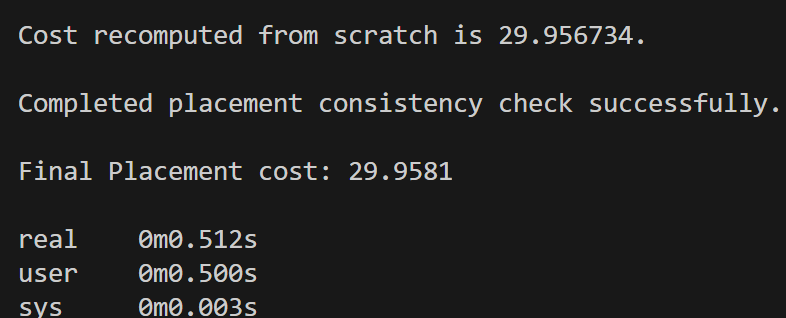 Cost recomputed from scratch is 29.956734.
Completed placement consistency check successfully.
Final Placement cost: 29.9581
real 0m0.512s
user 0m0.500s
sys 0m0.003s